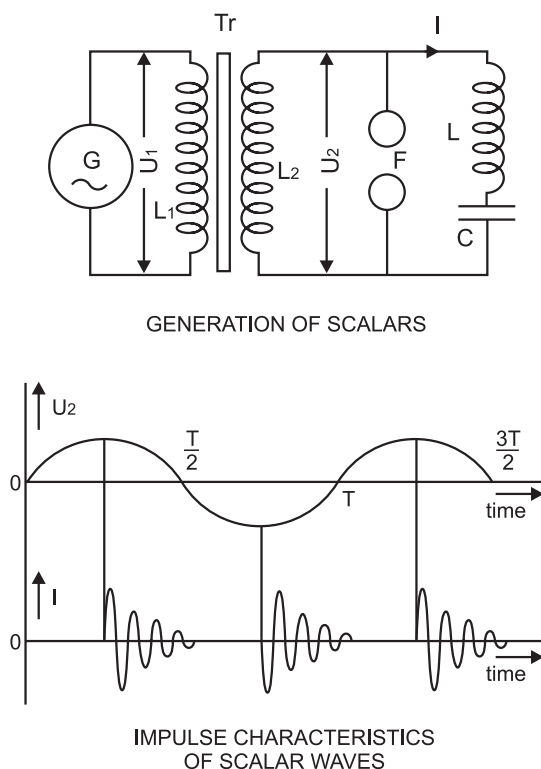 Tr
I
G
U1
L1
L2
U2
F
L
C
GENERATION OF SCALARS
U2
T/2
3T/2
0
T
time
I
0
time
IMPULSE CHARACTERISTICS
OF SCALAR WAVES